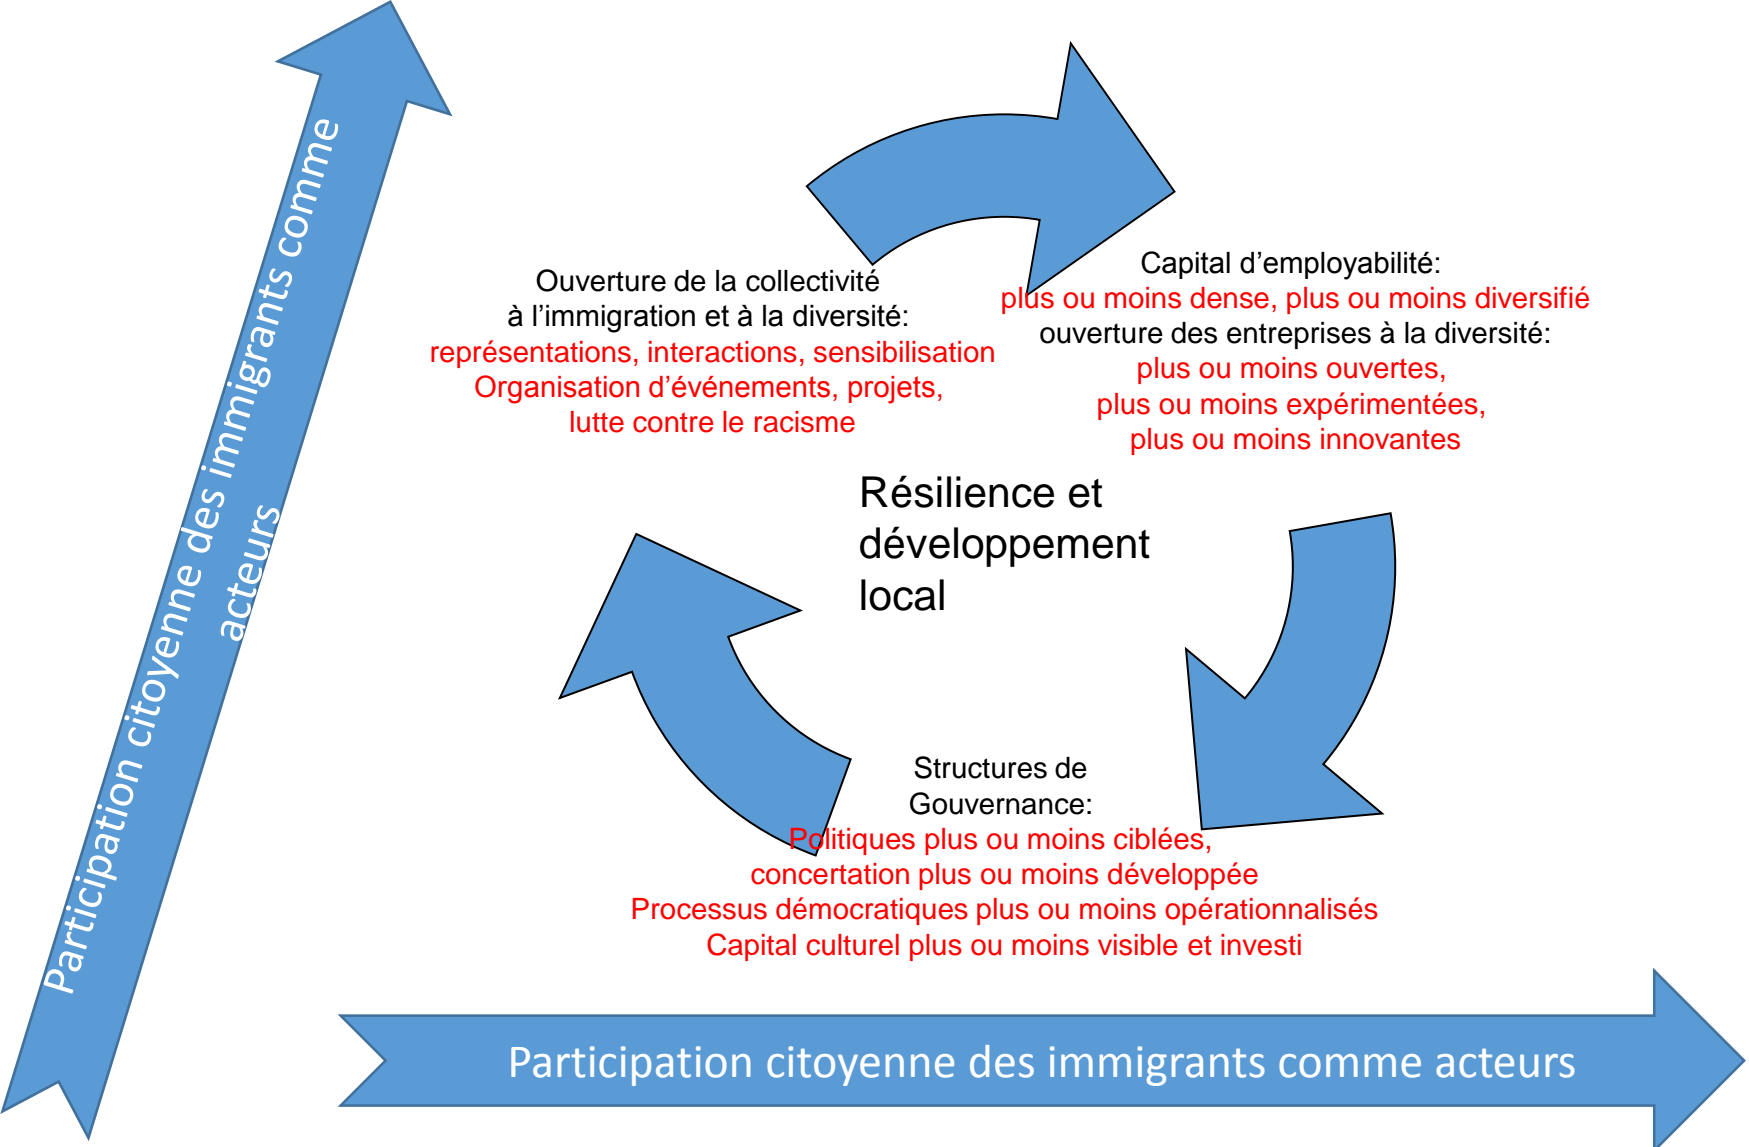 Participation citoyenne des immigrants comme
acteurs
Ouverture de la collectivité
à l’immigration et à la diversité:
représentations, interactions, sensibilisation
Organisation d’événements, projets,
lutte contre le racisme
Capital d’employabilité:
plus ou moins dense, plus ou moins diversifié
ouverture des entreprises à la diversité:
plus ou moins ouvertes,
plus ou moins expérimentées,
plus ou moins innovantes
Résilience et
développement
local
Structures de
Gouvernance:
Politiques plus ou moins ciblées,
concertation plus ou moins développée
Processus démocratiques plus ou moins opérationnalisés
Capital culturel plus ou moins visible et investi
Participation citoyenne des immigrants comme acteurs